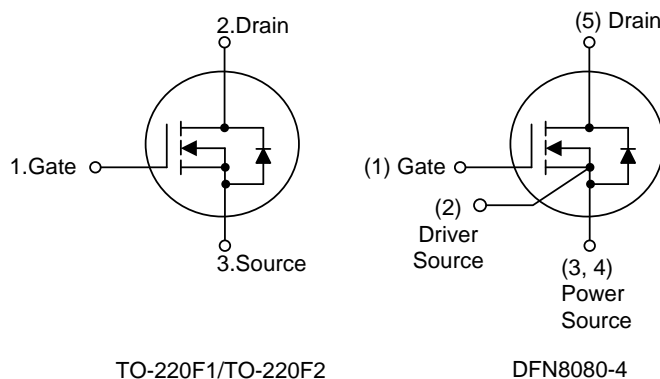 2.Drain
1.Gate
3.Source
TO-220F1/TO-220F2
(5) Drain
(1) Gate
(2)
Driver
Source
(3, 4)
Power
Source
DFN8080-4